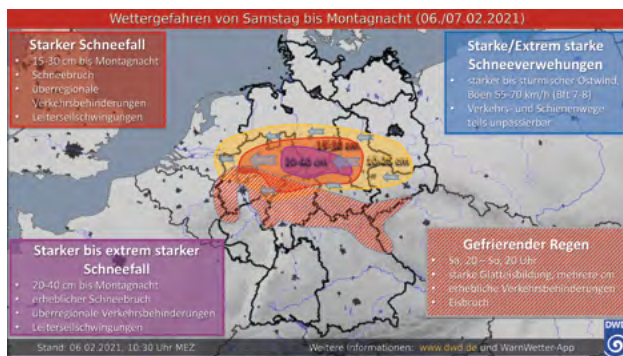 Wettergefahren von Samstag bis Montagnacht (06./07.02.2021)
Starker Schneefall
• 15-30 cm bis Montagnacht
• Schneebruch
• überregionale
Verkehrsbehinderungen
• Leiterseilschwingungen
Starke/Extrem starke
Schneeverwehungen
• starker bis stürmischer Ostwind,
Böen 55-70 km/h (Bft 7-8)
• Verkehrs- und Schienenwege
teils unpassierbar
15-30 cm
20-40 cm
Starker bis extrem starker
Schneefall
• 20-40 cm bis Montagnacht
• erheblicher Schneebruch
• überregionale Verkehrsbehinderungen
• Leiterseilschwingungen
Gefrierender Regen
• Sa, 20 – So, 20 Uhr
• starke Glatteisbildung, mehrere cm
• erhebliche Verkehrsbehinderungen
• Eisbruch
Stand: 06.02.2021, 10:30 Uhr MEZ
Weitere Informationen: www.dwd.de und WarnWetter-App
DWD